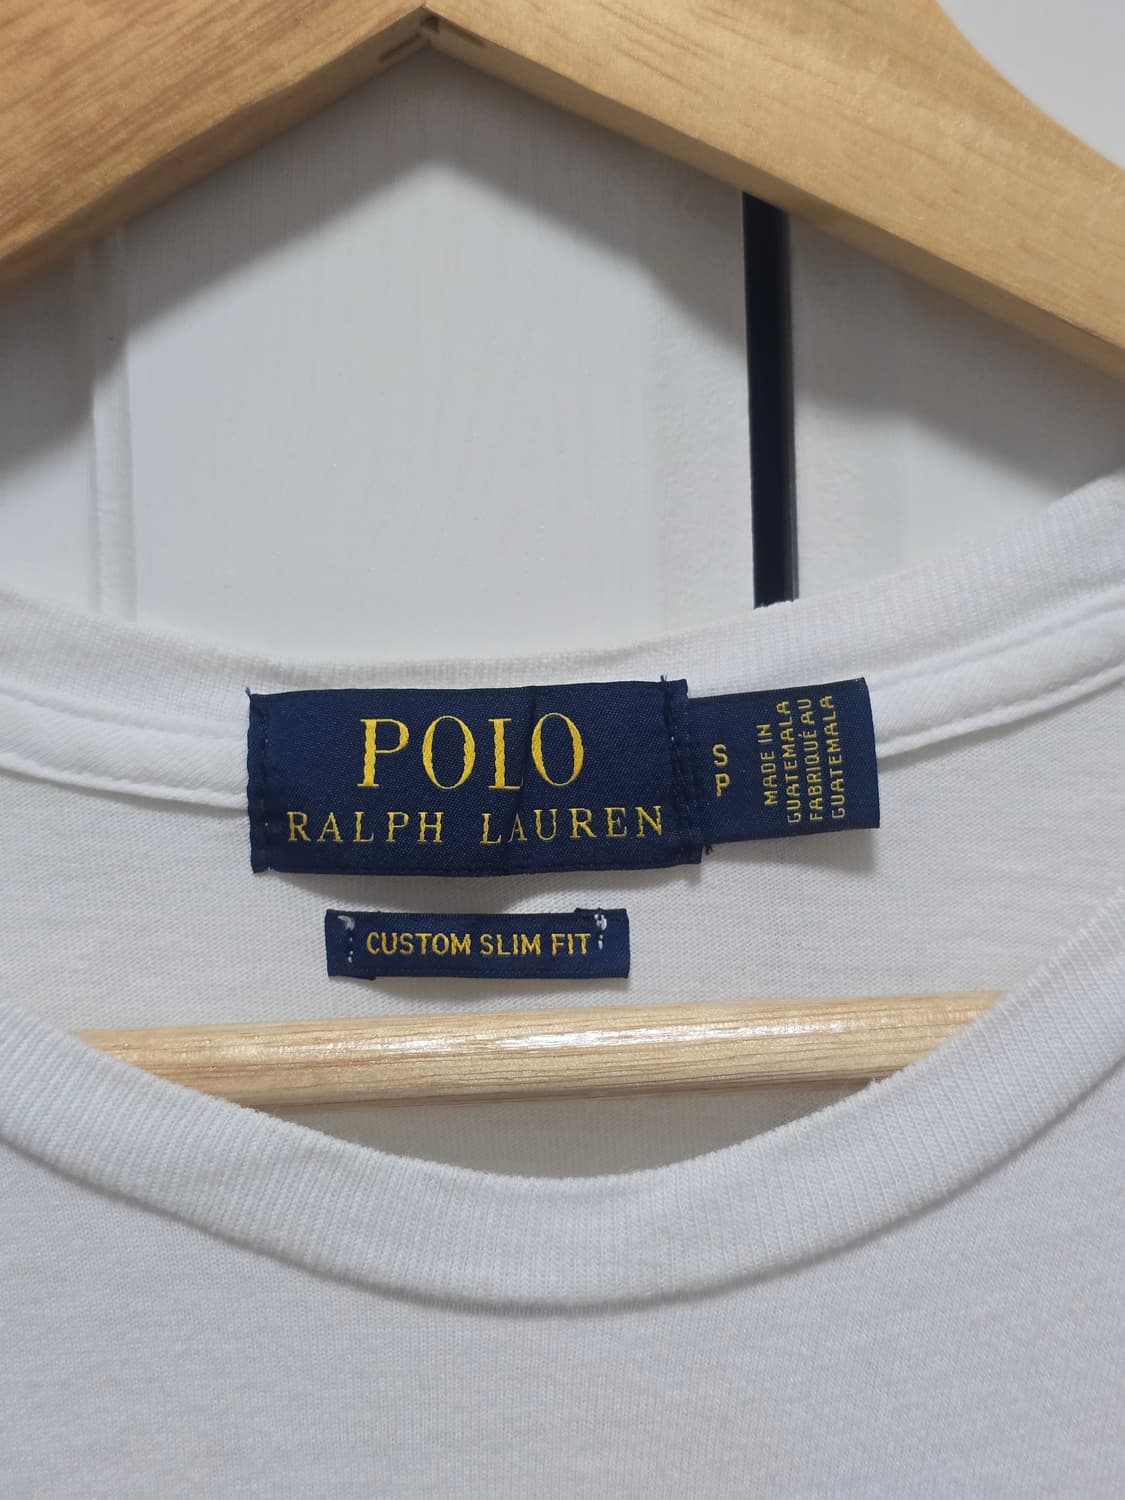 POLO
RALPH LAUREN
S
P
MADE IN
GUATEMALA
FABRIQUÉ AU
GUATEMALA
CUSTOM SLIM FIT